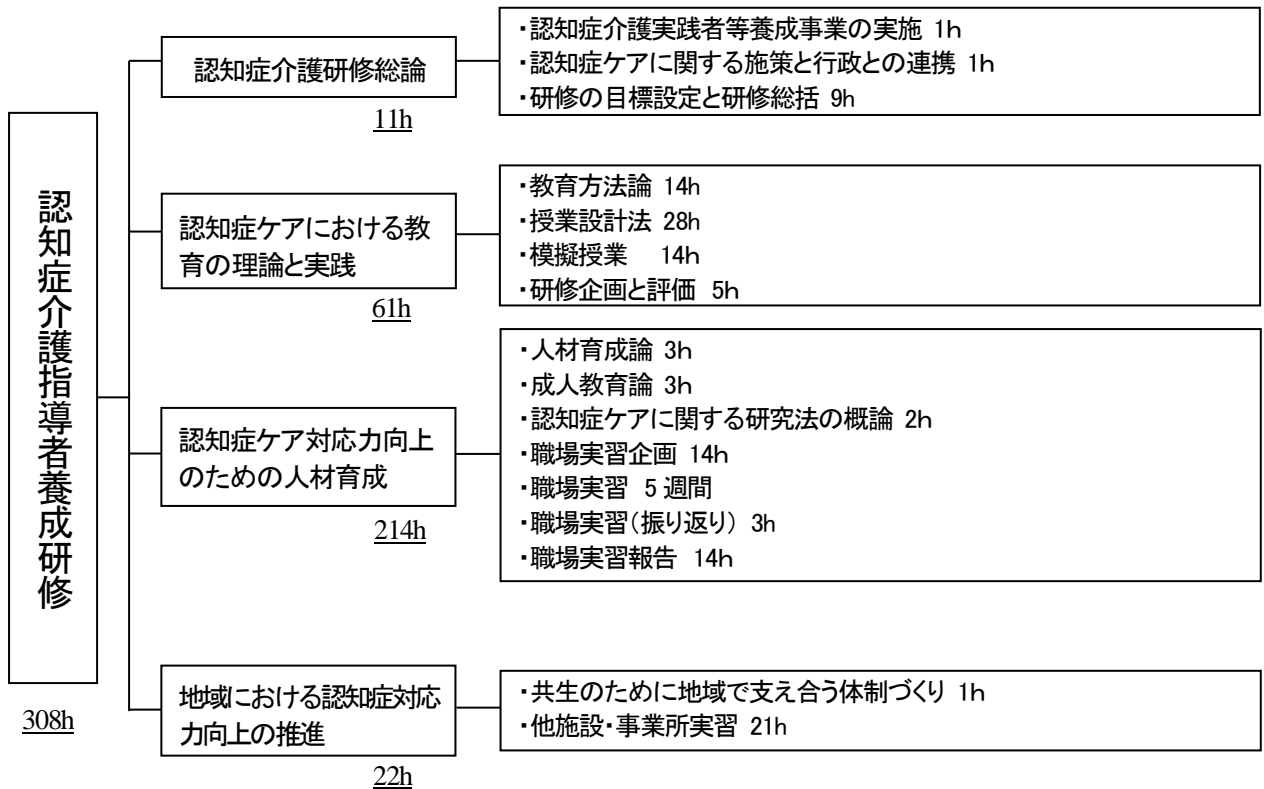 認知症介護指導者養成研修
308h
認知症介護研修総論
11h
・認知症介護実践者等養成事業の実施 1h
・認知症ケアに関する施策と行政との連携 1h
・研修の目標設定と研修総括 9h
認知症ケアにおける教
育の理論と実践
61h
・教育方法論 14h
・授業設計法 28h
・模擬授業 14h
・研修企画と評価 5h
認知症ケア対応力向上
のための人材育成
214h
・人材育成論 3h
・成人教育論 3h
・認知症ケアに関する研究法の概論 2h
・職場実習企画 14h
・職場実習 5週間
・職場実習(振り返り) 3h
・職場実習報告 14h
地域における認知症対応
力向上の推進
22h
・共生のために地域で支え合う体制づくり 1h
・他施設・事業所実習 21h